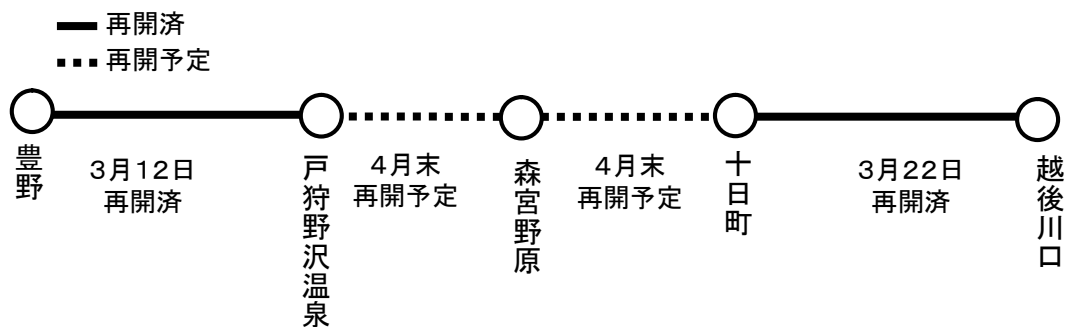 再開済
再開予定
豊野
3月12日
再開済
戸狩野沢温泉
4月末
再開予定
森宮野原
4月末
再開予定
十日町
3月22日
再開済
越後川口